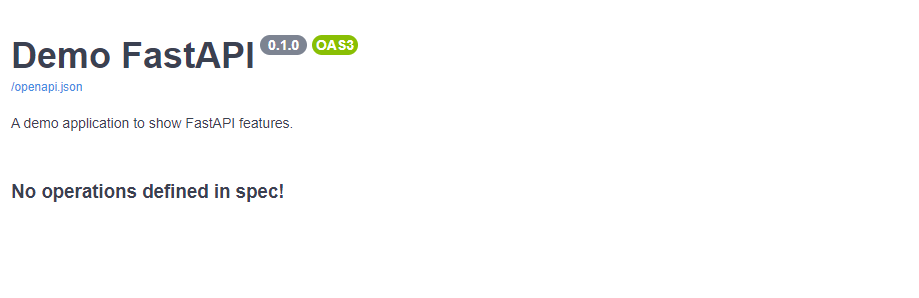 Demo FastAPI 0.1.0 OAS3
/openapi.json
A demo application to show FastAPI features.
No operations defined in spec!